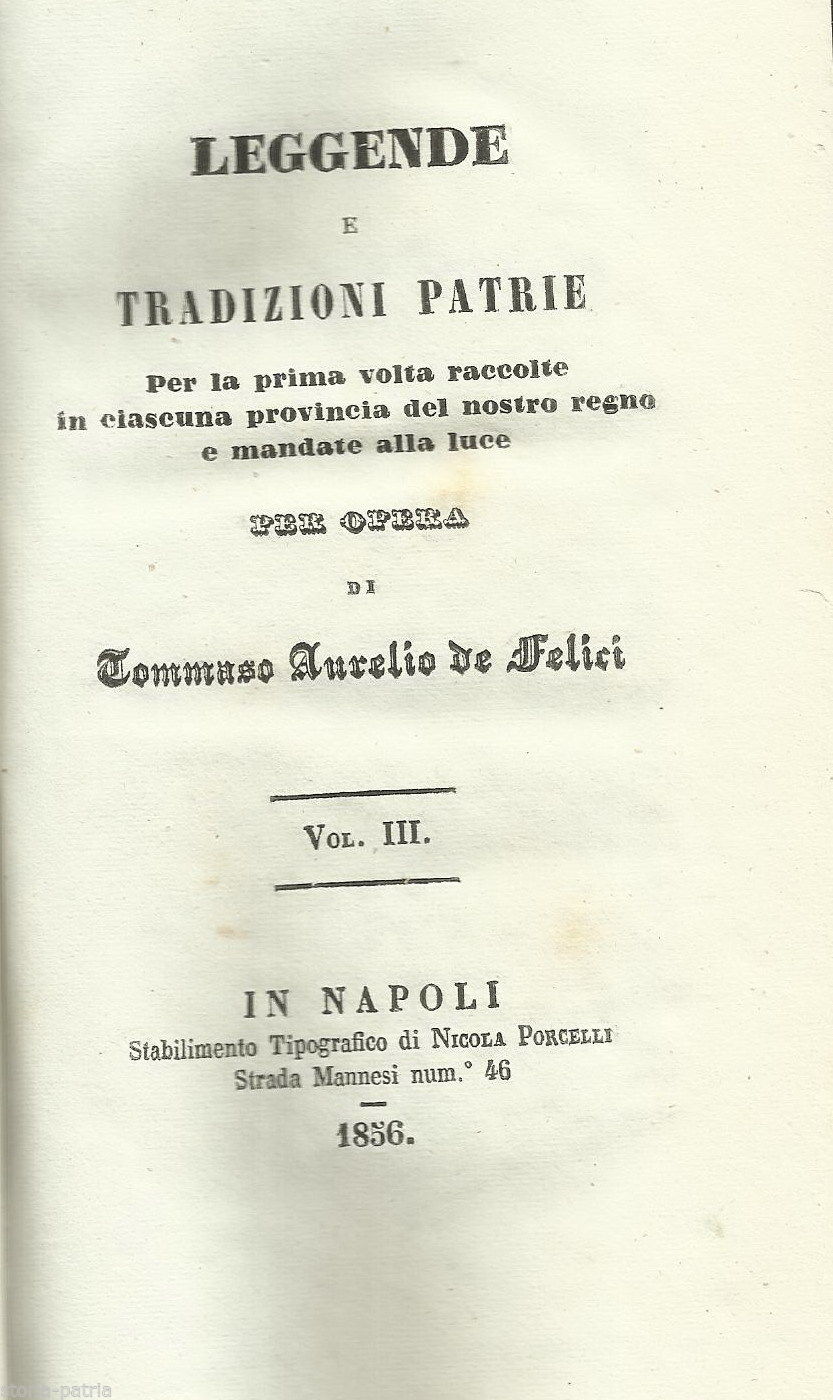 LEGGENDE
E
TRADIZIONI PATRIE
Per la prima volta raccolte
in ciascuna provincia del nostro regno
e mandate alla luce
PER OPERA
DI
Tommaso Aurelio de Felici
VOL. III.
IN NAPOLI
Stabilimento Tipografico di NICOLA PORCELLI
Strada Mannesi num.° 46
1856.
storia-patria